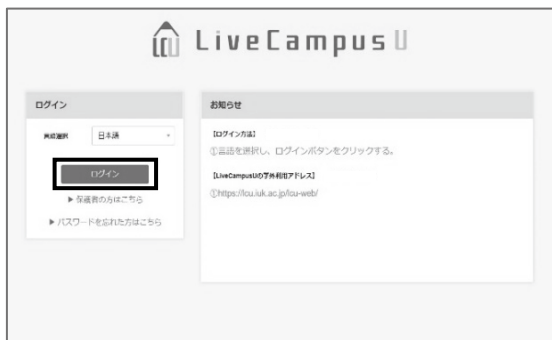 LCU LiveCampusU
ログイン
言語選択 日本語
ログイン
▶ 保護者の方はこちら
▶ パスワードを忘れた方はこちら
お知らせ
【ログイン方法】
①言語を選択し、ログインボタンをクリックする。
【LiveCampusUの学外利用アドレス】
①https://lcu.iuk.ac.jp/lcu-web/